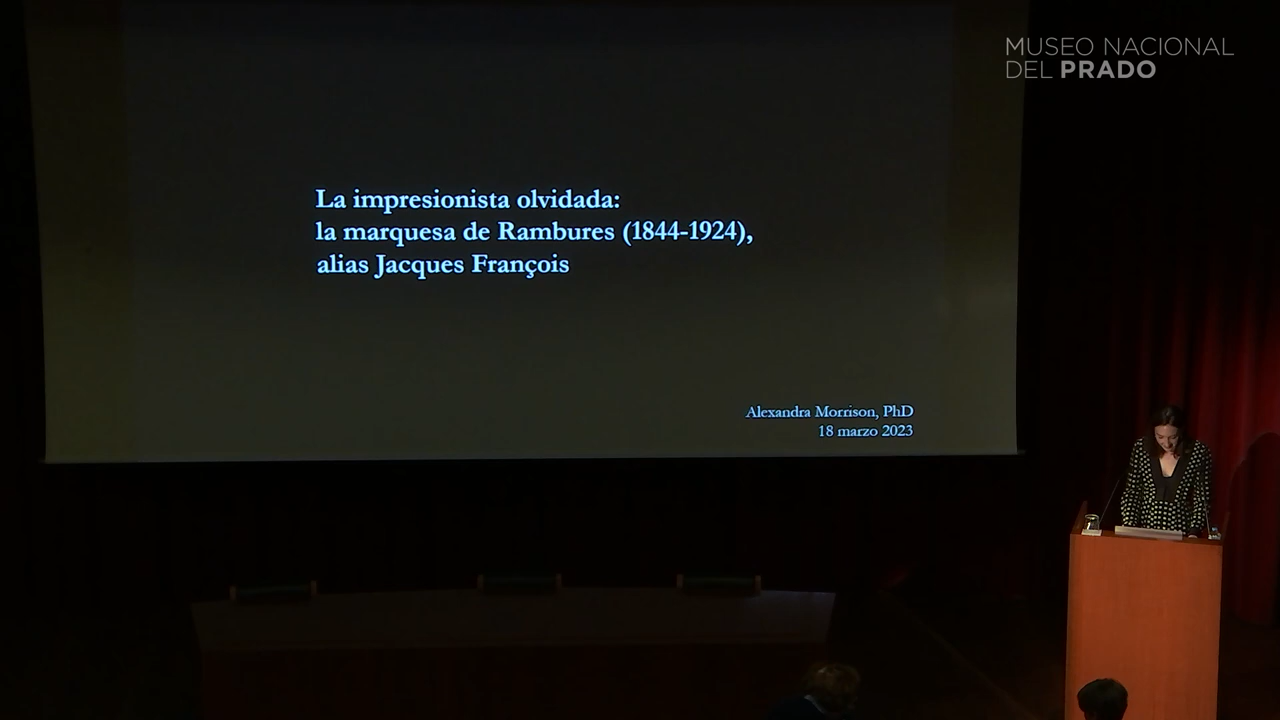 MUSEO NACIONAL
DEL PRADO
La impresionista olvidada:
la marquesa de Rambures (1844-1924),
alias Jacques François
Alexandra Morrison, PhD
18 marzo 2023